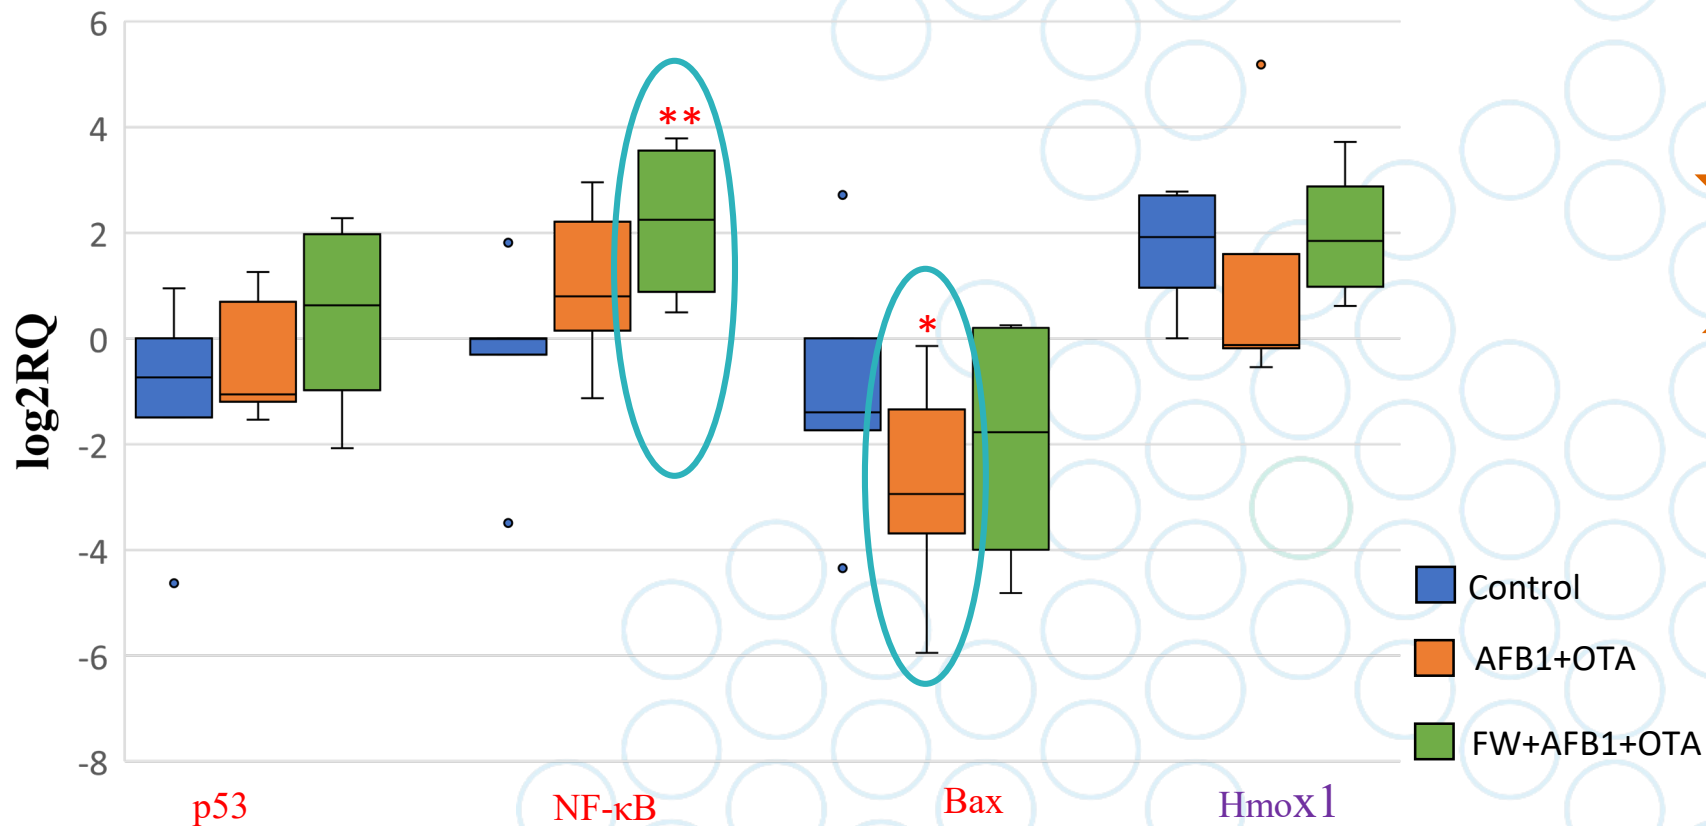 log2RQ
6
4
2
0
-2
-4
-6
-8
**
*
p53
NF-κB
Bax
Hmox1
Control
AFB1+OTA
FW+AFB1+OTA